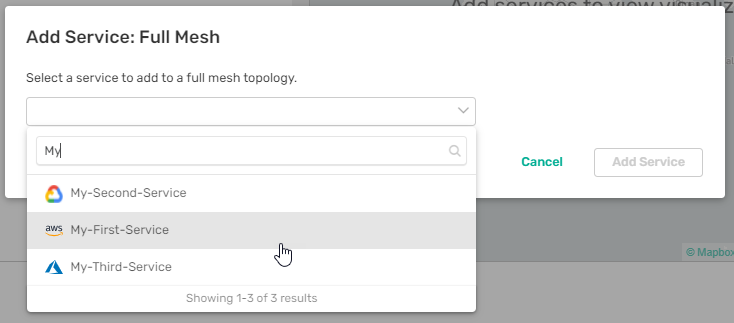 Add services to view visualiz
Add Service: Full Mesh
Select a service to add to a full mesh topology.
My
Cancel
Add Service
My-Second-Service
aws
My-First-Service
My-Third-Service
Showing 1-3 of 3 results
© Mapbox